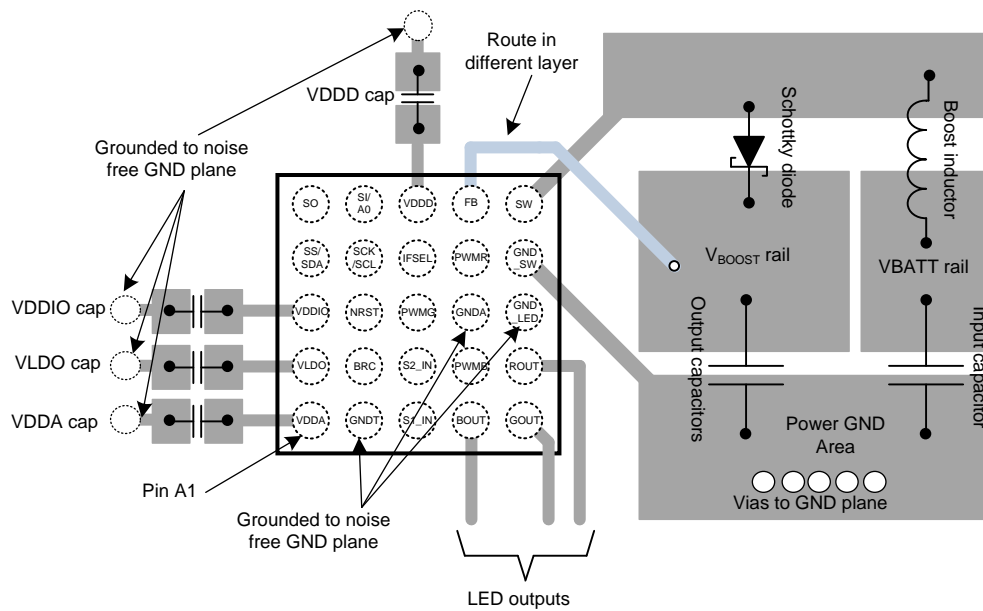 Route in
different layer
VDDD cap
Grounded to noise
free GND plane
Schottky diode
Boost inductor
SO
SI/
A0
VDDD
FB
SW
SS/
SDA
SCK
/SCL
IFSEL
PWMR
GND
_SW
VBOOST rail
VBATT rail
VDDIO cap
VDDIO
NRST
PWMG
GNDA
GND
_LED
VLDO cap
VLDO
BRC
S2_IN
PWMB
ROUT
VDDA cap
VDDA
GNDT
S1_IN
BOUT
GOUT
Output capacitors
Input capacitor
Power GND
Area
Vias to GND plane
Pin A1
Grounded to noise
free GND plane
LED outputs